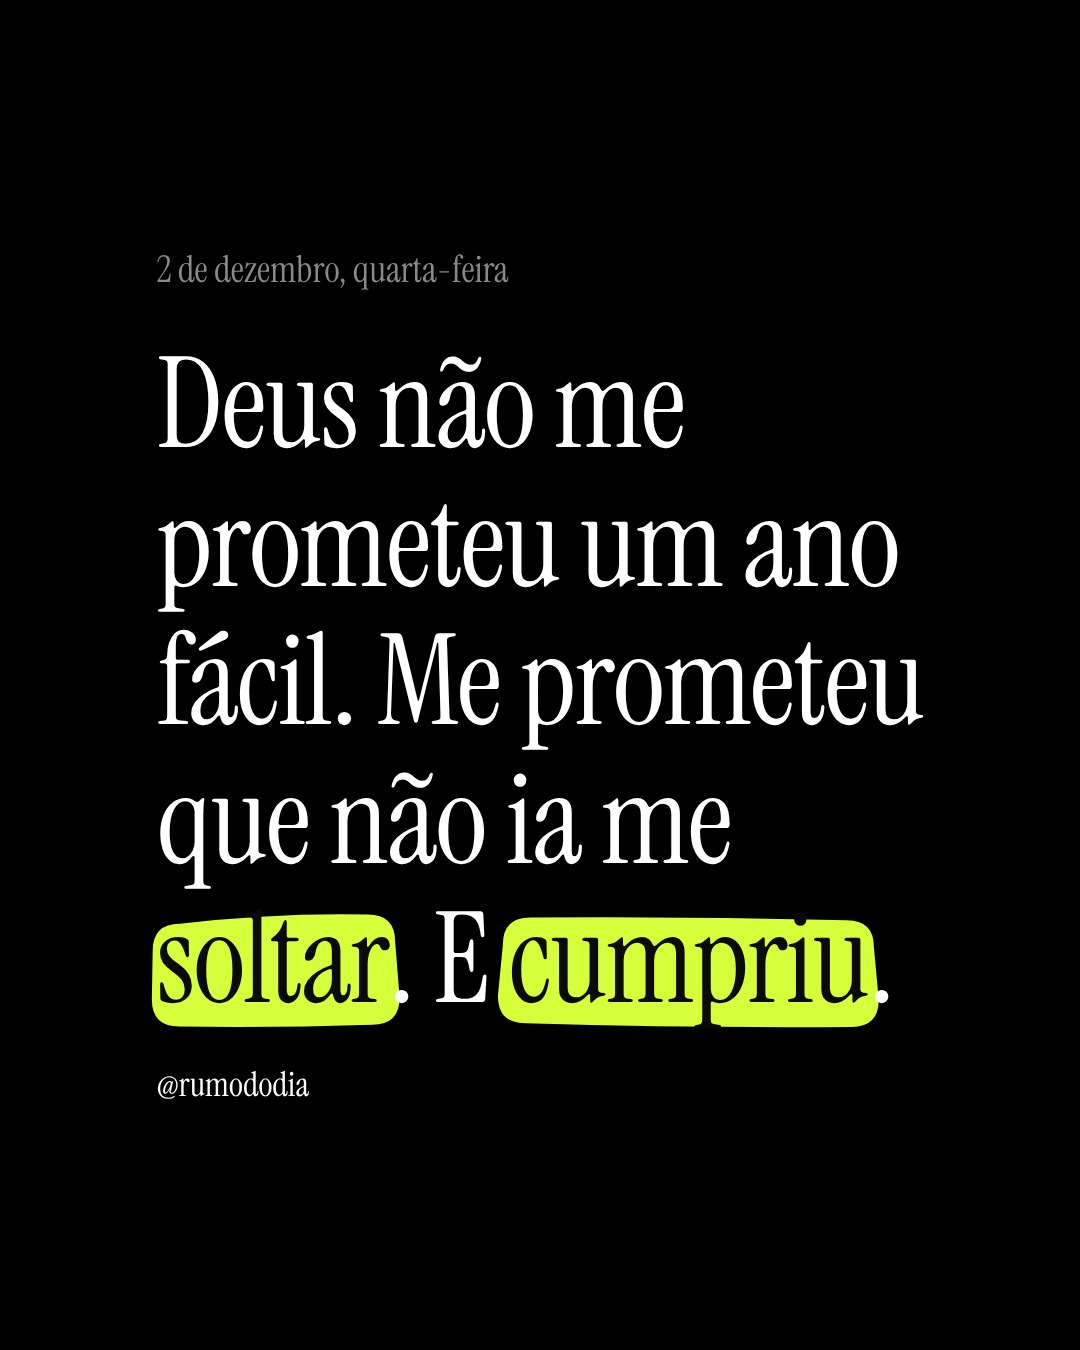 2 de dezembro, quarta-feira
Deus não me
prometeu um ano
fácil. Me prometeu
que não ia me
soltar. E cumpriu.
@rumododia